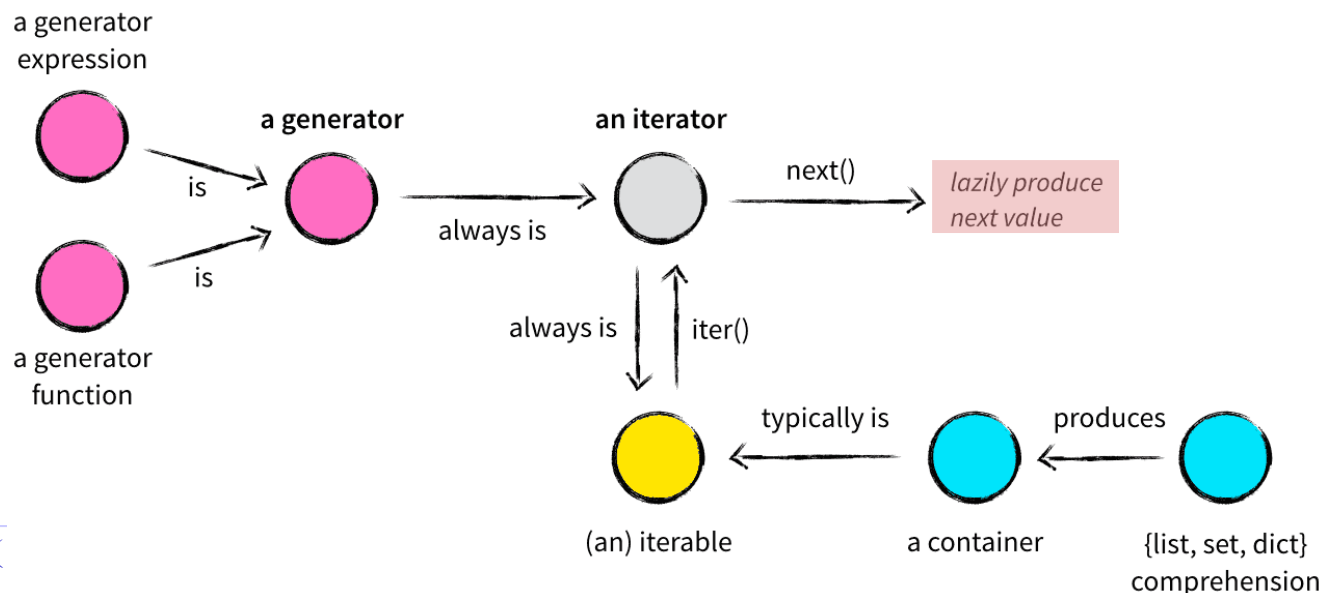 a generator
expression
a generator
an iterator
next()
lazily produce
next value
is
always is
is
always is
iter()
a generator
function
typically is
produces
(an) iterable
a container
{list, set, dict}
comprehension